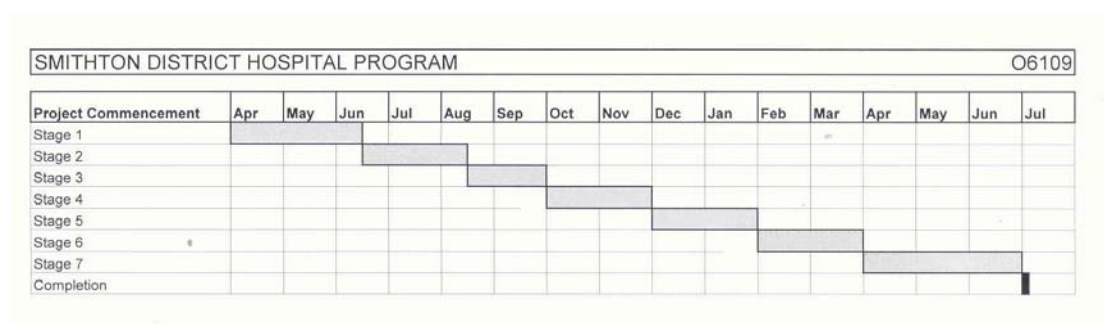 SMITHTON DISTRICT HOSPITAL PROGRAM O6109
Project Commencement Apr May Jun Jul Aug Sep Oct Nov Dec Jan Feb Mar Apr May Jun Jul
Stage 1
Stage 2
Stage 3
Stage 4
Stage 5
Stage 6
Stage 7
Completion